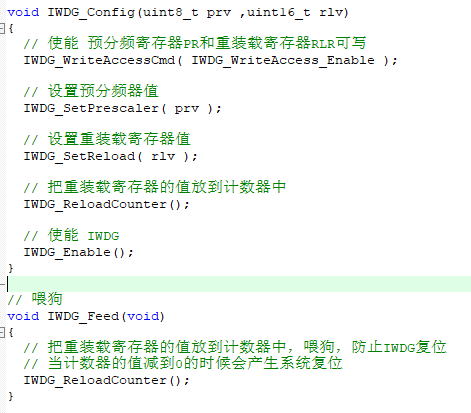 void IWDG_Config(uint8_t prv ,uint16_t rlv)
{
// 使能 预分频寄存器PR和重装载寄存器RLR可写
IWDG_WriteAccessCmd( IWDG_WriteAccess_Enable );
// 设置预分频器值
IWDG_SetPrescaler( prv );
// 设置重装载寄存器值
IWDG_SetReload( rlv );
// 把重装载寄存器的值放到计数器中
IWDG_ReloadCounter();
// 使能 IWDG
IWDG_Enable();
}
// 喂狗
void IWDG_Feed(void)
{
// 把重装载寄存器的值放到计数器中，喂狗，防止IWDG复位
// 当计数器的值减到0的时候会产生系统复位
IWDG_ReloadCounter();
}